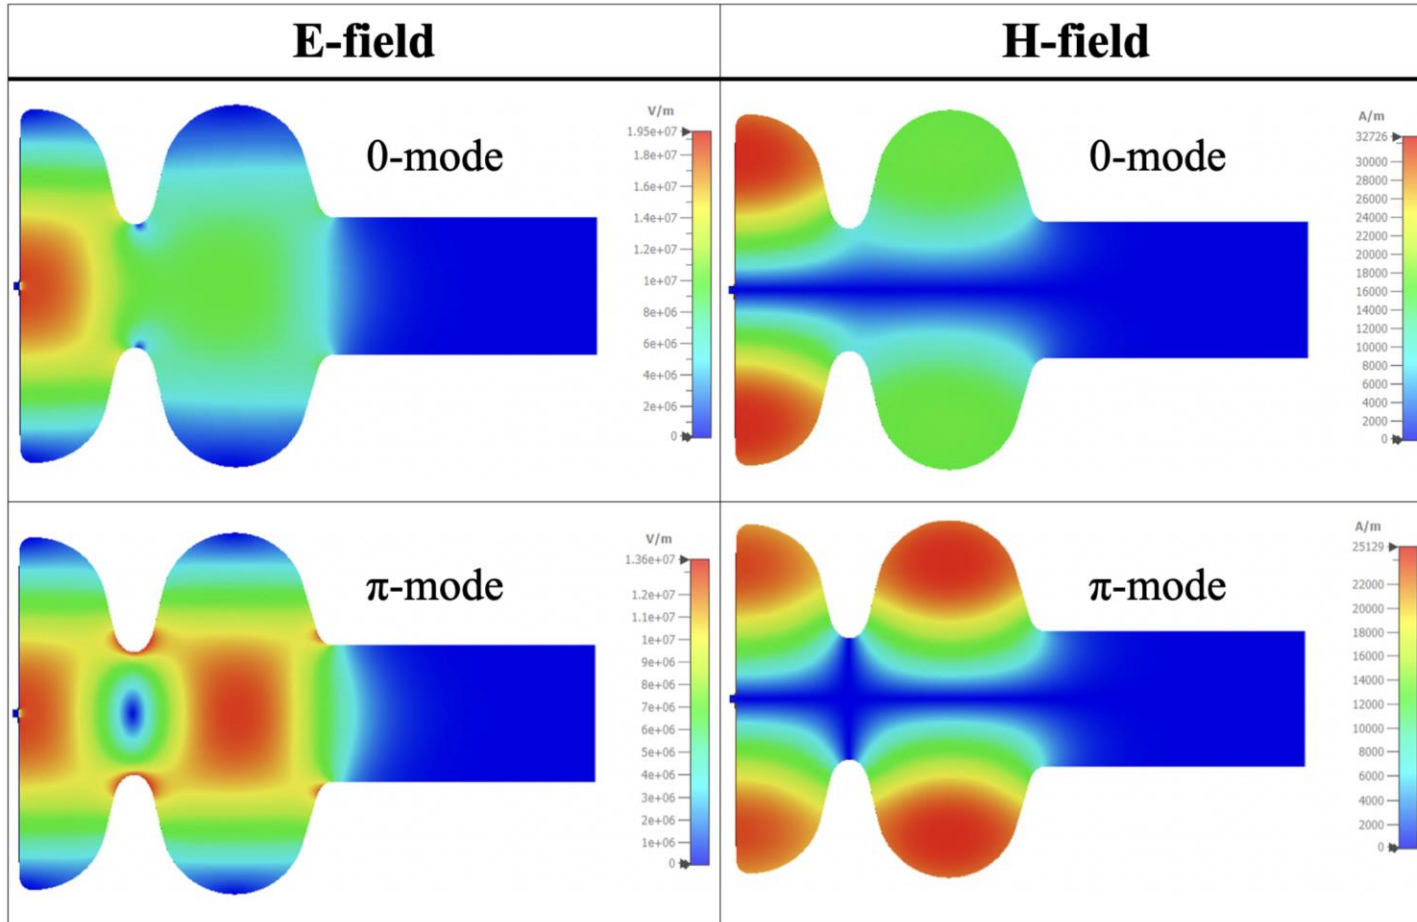 E-field
H-field
0-mode
V/m
1.95e+07
1.8e+07
1.6e+07
1.4e+07
1.2e+07
1e+07
8e+06
6e+06
4e+06
2e+06
0
0-mode
A/m
32726
30000
28000
26000
24000
22000
20000
18000
16000
14000
12000
10000
8000
6000
4000
2000
0
π-mode
V/m
1.36e+07
1.2e+07
1.1e+07
1e+07
9e+06
8e+06
7e+06
6e+06
5e+06
4e+06
3e+06
2e+06
1e+06
0
π-mode
A/m
25129
22000
20000
18000
16000
14000
12000
10000
8000
6000
4000
2000
0